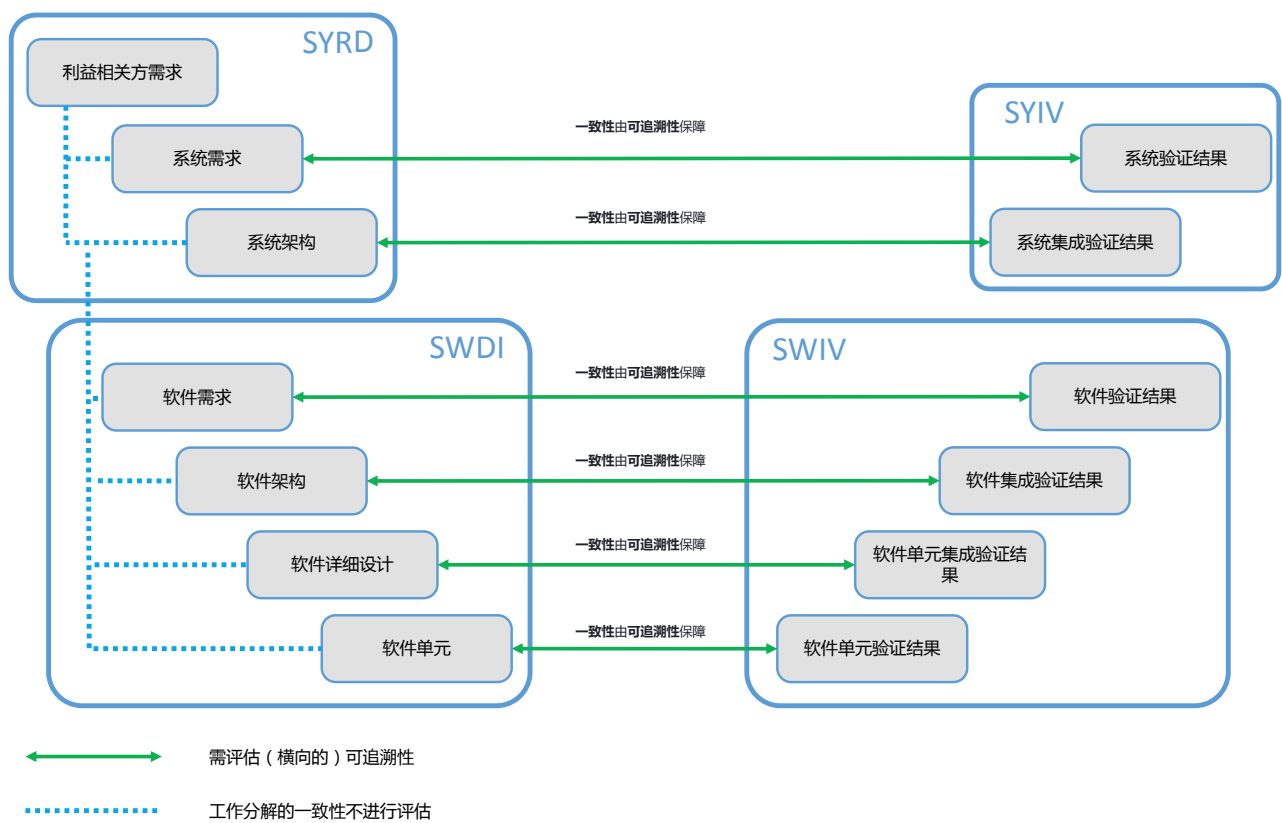 SYRD
利益相关方需求
SYIV
一致性由可追溯性保障
系统需求
系统验证结果
一致性由可追溯性保障
系统架构
系统集成验证结果
SWDI
SWIV
一致性由可追溯性保障
软件需求
软件验证结果
一致性由可追溯性保障
软件架构
软件集成验证结果
一致性由可追溯性保障
软件详细设计
软件单元集成验证结
果
一致性由可追溯性保障
软件单元
软件单元验证结果
需评估（横向的）可追溯性
工作分解的一致性不进行评估